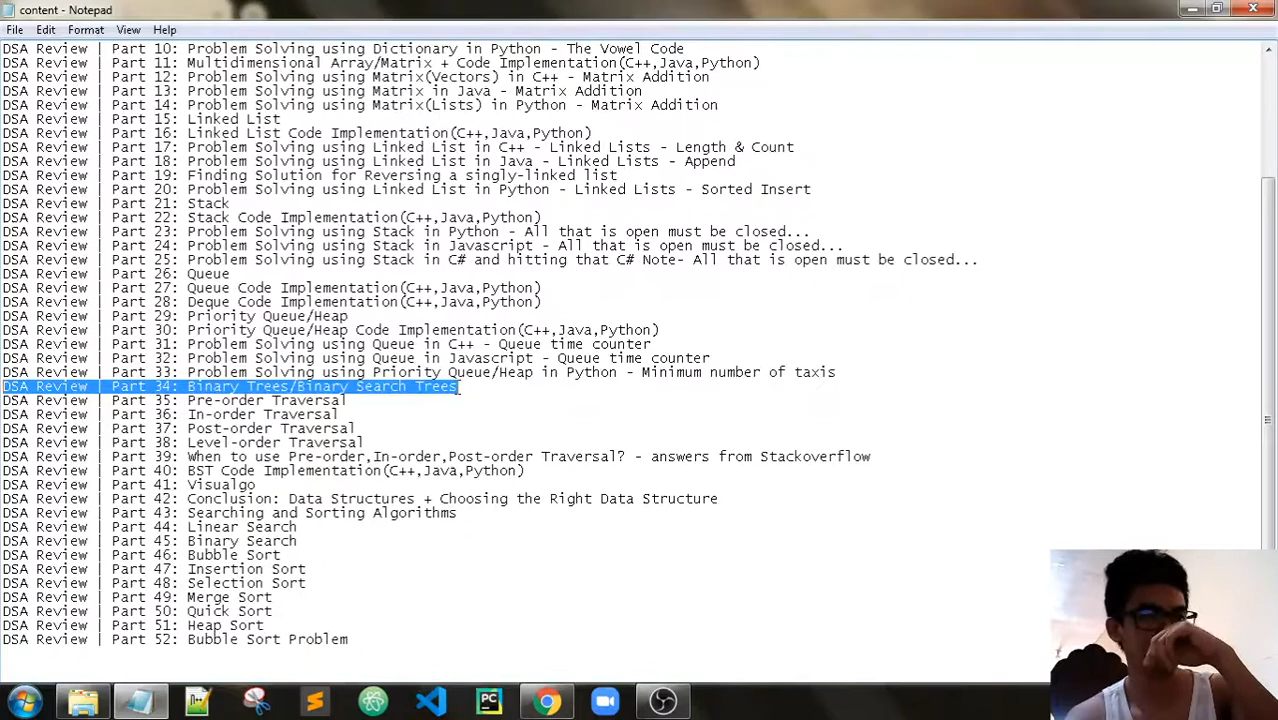 content - Notepad
File Edit Format View Help
DSA Review | Part 10: Problem Solving using Dictionary in Python - The Vowel Code
DSA Review | Part 11: Multidimensional Array/Matrix + Code Implementation(C++,Java,Python)
DSA Review | Part 12: Problem Solving using Matrix(Vectors) in C++ - Matrix Addition
DSA Review | Part 13: Problem Solving using Matrix in Java - Matrix Addition
DSA Review | Part 14: Problem Solving using Matrix(Lists) in Python - Matrix Addition
DSA Review | Part 15: Linked List
DSA Review | Part 16: Linked List Code Implementation(C++,Java,Python)
DSA Review | Part 17: Problem Solving using Linked List in C++ - Linked Lists - Length & Count
DSA Review | Part 18: Problem Solving using Linked List in Java - Linked Lists - Append
DSA Review | Part 19: Finding Solution for Reversing a singly-linked list
DSA Review | Part 20: Problem Solving using Linked List in Python - Linked Lists - Sorted Insert
DSA Review | Part 21: Stack
DSA Review | Part 22: Stack Code Implementation(C++,Java,Python)
DSA Review | Part 23: Problem Solving using Stack in Python - All that is open must be closed...
DSA Review | Part 24: Problem Solving using Stack in Javascript - All that is open must be closed...
DSA Review | Part 25: Problem Solving using Stack in C# and hitting that C# Note- All that is open must be closed...
DSA Review | Part 26: Queue
DSA Review | Part 27: Queue Code Implementation(C++,Java,Python)
DSA Review | Part 28: Deque Code Implementation(C++,Java,Python)
DSA Review | Part 29: Priority Queue/Heap
DSA Review | Part 30: Priority Queue/Heap Code Implementation(C++,Java,Python)
DSA Review | Part 31: Problem Solving using Queue in C++ - Queue time counter
DSA Review | Part 32: Problem Solving using Queue in Javascript - Queue time counter
DSA Review | Part 33: Problem Solving using Priority Queue/Heap in Python - Minimum number of taxis
DSA Review | Part 34: Binary Trees/Binary Search Trees
DSA Review | Part 35: Pre-order Traversal
DSA Review | Part 36: In-order Traversal
DSA Review | Part 37: Post-order Traversal
DSA Review | Part 38: Level-order Traversal
DSA Review | Part 39: When to use Pre-order,In-order,Post-order Traversal? - answers from Stackoverflow
DSA Review | Part 40: BST Code Implementation(C++,Java,Python)
DSA Review | Part 41: Visualgo
DSA Review | Part 42: Conclusion: Data Structures + Choosing the Right Data Structure
DSA Review | Part 43: Searching and Sorting Algorithms
DSA Review | Part 44: Linear Search
DSA Review | Part 45: Binary Search
DSA Review | Part 46: Bubble Sort
DSA Review | Part 47: Insertion Sort
DSA Review | Part 48: Selection Sort
DSA Review | Part 49: Merge Sort
DSA Review | Part 50: Quick Sort
DSA Review | Part 51: Heap Sort
DSA Review | Part 52: Bubble Sort Problem
PC